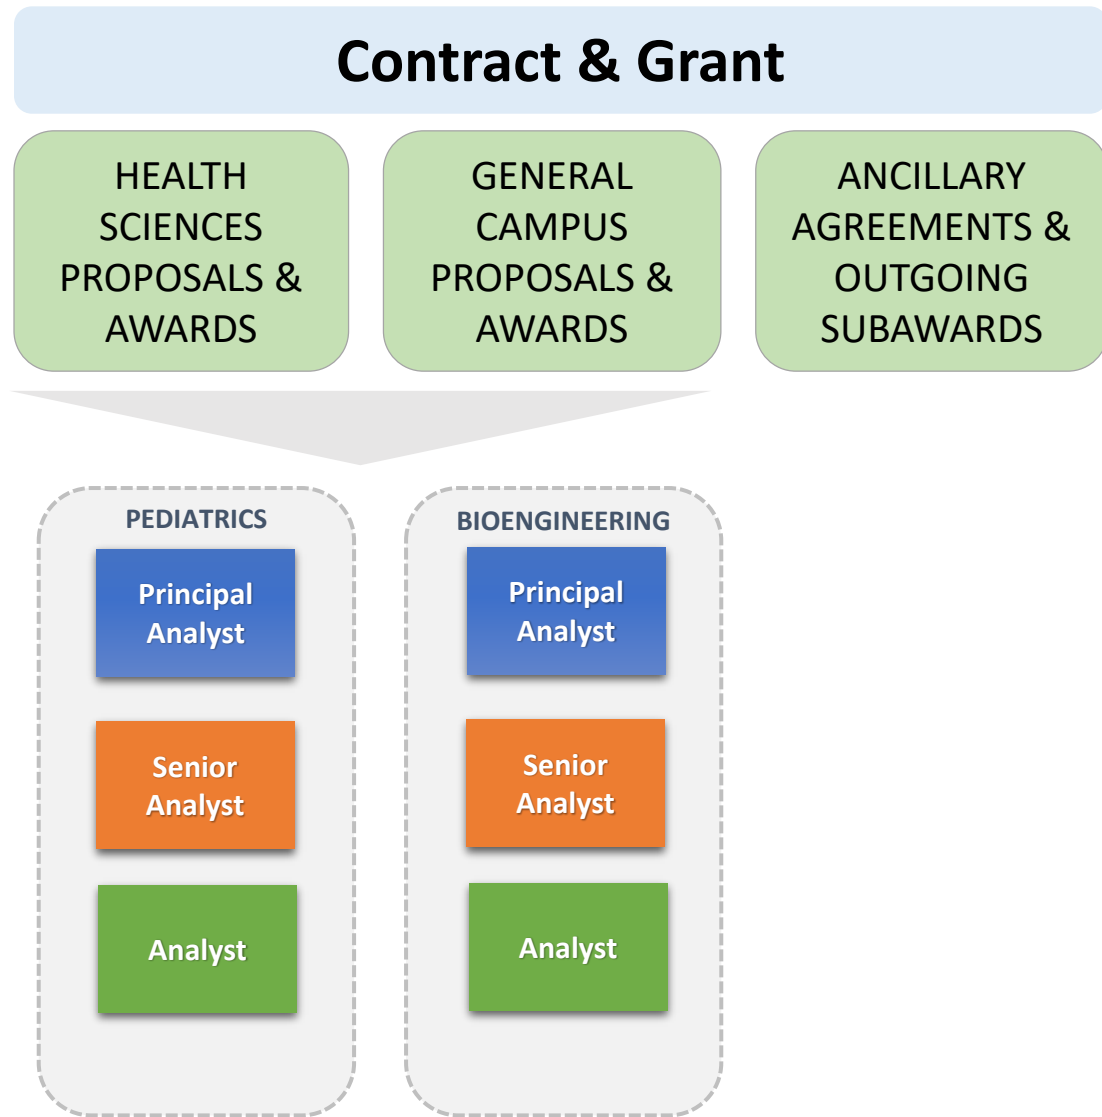 Contract & Grant
HEALTH
SCIENCES
PROPOSALS &
AWARDS
GENERAL
CAMPUS
PROPOSALS &
AWARDS
ANCILLARY
AGREEMENTS &
OUTGOING
SUBAWARDS
PEDIATRICS
Principal
Analyst
Senior
Analyst
Analyst
BIOENGINEERING
Principal
Analyst
Senior
Analyst
Analyst